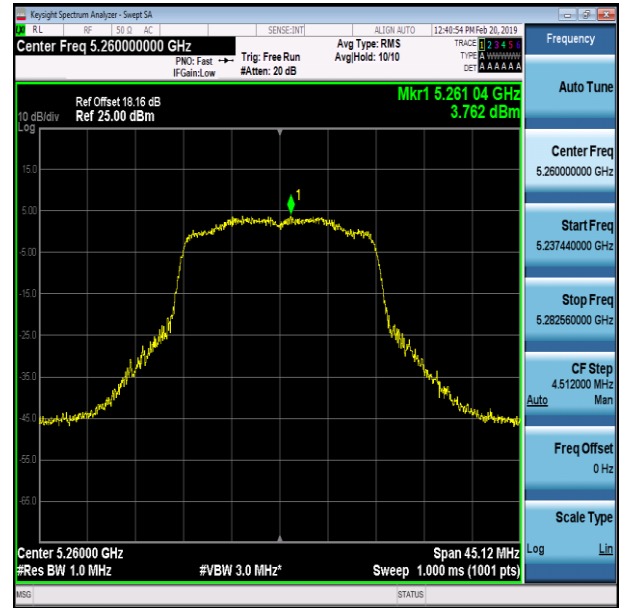 Keysight Spectrum Analyzer - Swept SA
RL RF 50 Ω AC SENSE:INT ALIGN AUTO 12:40:54 PM Feb 20, 2019
Center Freq 5.260000000 GHz
PNO: Fast
IFGain:Low
Trig: Free Run
#Atten: 20 dB
Avg Type: RMS
Avg|Hold: 10/10
TRACE 1 2 3 4 5 6
TYPE A WWWWW
DET A A A A A A
Ref Offset 18.16 dB
10 dB/div Ref 25.00 dBm
Log
Mkr1 5.261 04 GHz
3.762 dBm
1
15.0
5.00
-5.00
-15.0
-25.0
-35.0
-45.0
-55.0
-65.0
Center 5.26000 GHz Span 45.12 MHz
#Res BW 1.0 MHz #VBW 3.0 MHz* Sweep 1.000 ms (1001 pts)
MSG STATUS
Frequency
Auto Tune
Center Freq
5.260000000 GHz
Start Freq
5.237440000 GHz
Stop Freq
5.282560000 GHz
CF Step
4.512000 MHz
Auto Man
Freq Offset
0 Hz
Scale Type
Log Lin